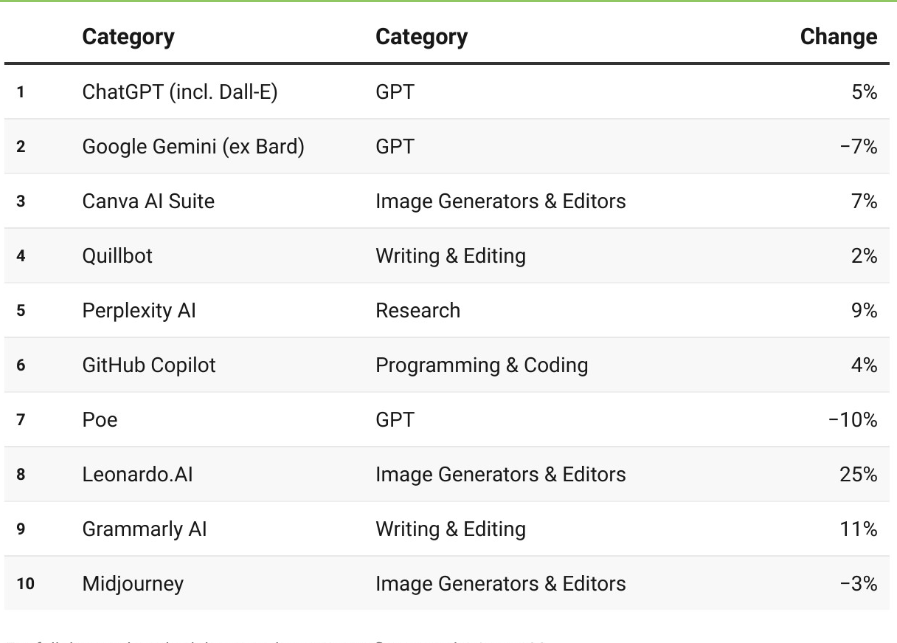 Category Category Change
1 ChatGPT (incl. Dall-E) GPT 5%
2 Google Gemini (ex Bard) GPT −7%
3 Canva AI Suite Image Generators & Editors 7%
4 Quillbot Writing & Editing 2%
5 Perplexity AI Research 9%
6 GitHub Copilot Programming & Coding 4%
7 Poe GPT −10%
8 Leonardo.AI Image Generators & Editors 25%
9 Grammarly AI Writing & Editing 11%
10 Midjourney Image Generators & Editors −3%